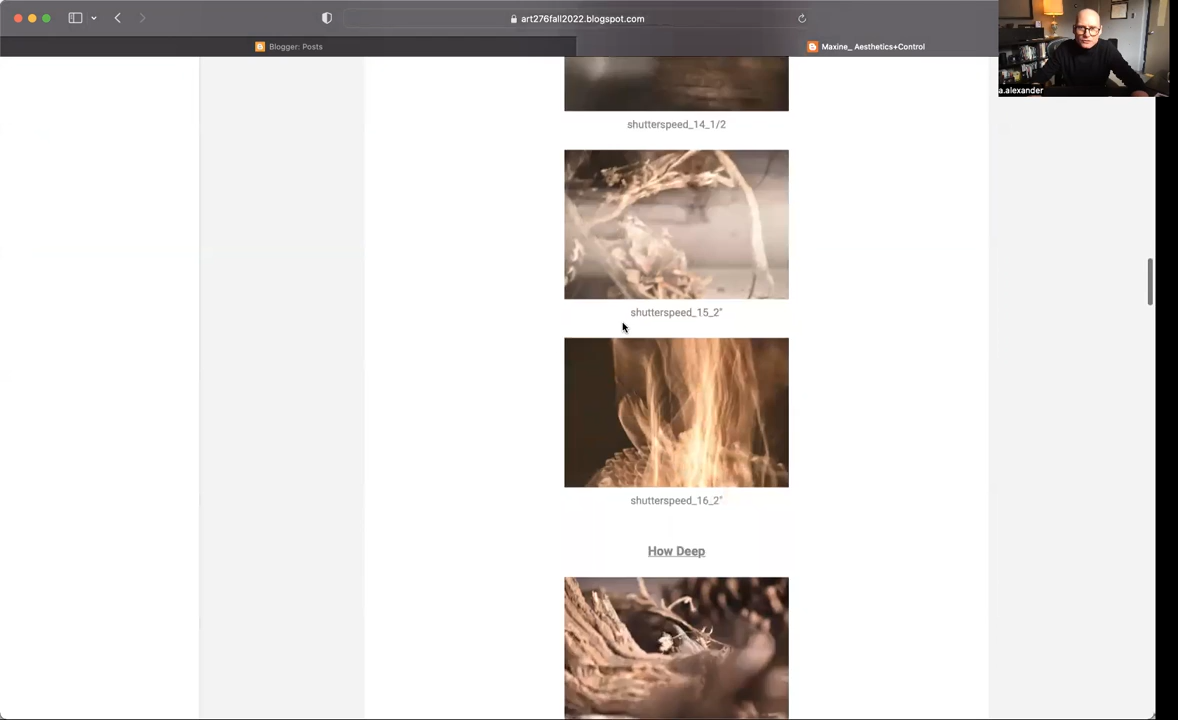 art276fall2022.blogspot.com
Blogger: Posts
Maxine_ Aesthetics+Control
a.alexander
shutterspeed_14_1/2
shutterspeed_15_2"
shutterspeed_16_2"
How Deep